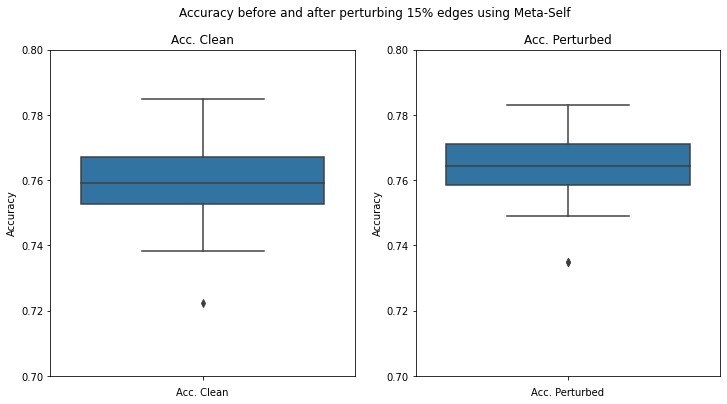 Accuracy before and after perturbing 15% edges using Meta-Self
Acc. Clean
0.80
0.78
0.76
0.74
0.72
0.70
Accuracy
Acc. Clean
Acc. Perturbed
0.80
0.78
0.76
0.74
0.72
0.70
Accuracy
Acc. Perturbed